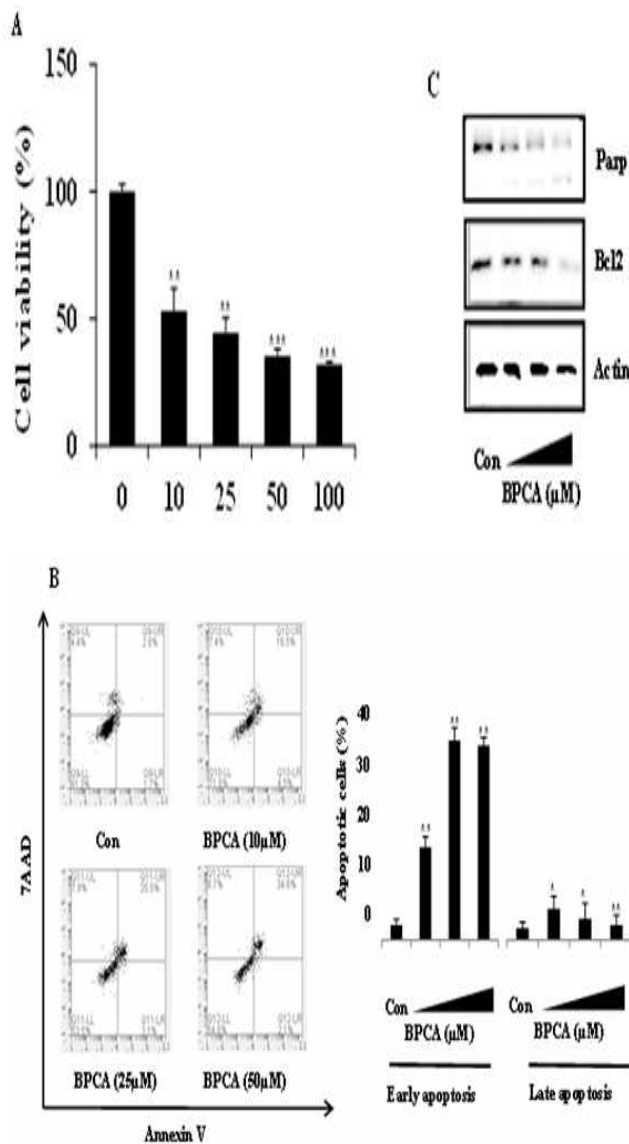 A
Cell viability (%)
150
100
50
0
0 10 25 50 100
** ** *** ***
C
Parp
Bcl2
Actin
Con
BPCA (µM)
B
7AAD
Con
BPCA (10µM)
BPCA (25µM)
BPCA (50µM)
Annexin V
Apoptotic cells (%)
40
30
20
10
0
** ** **
* * **
Con
BPCA (µM)
Early apoptosis
Con
BPCA (µM)
Late apoptosis